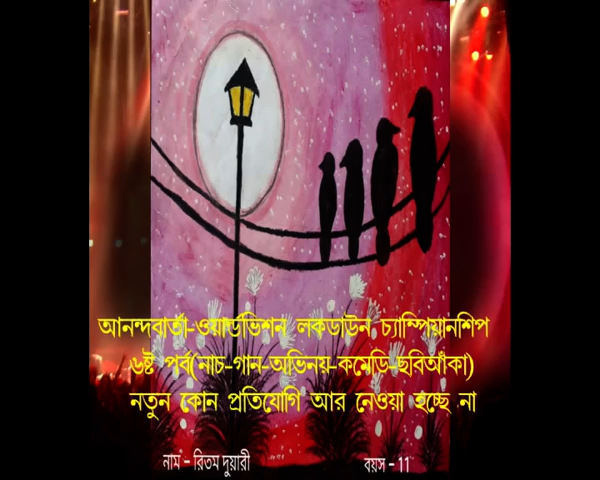 আনন্দবার্তা-ওয়ার্ল্ডভিশন লকডাউন চ্যাম্পিয়ানশিপ
৬ষ্ট পর্ব(নাচ-গান-অভিনয়-কমেডি-ছবিআঁকা)
নতুন কোন প্রতিযোগি আর নেওয়া হচ্ছে না
নাম - রিতম দুয়ারী
বয়স - 11